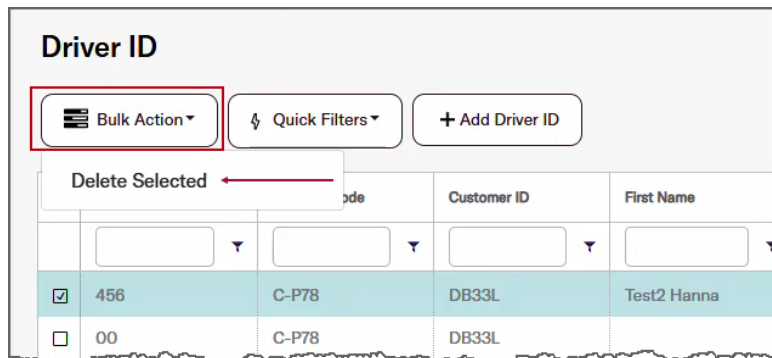 Driver ID
Bulk Action Quick Filters + Add Driver ID
Delete Selected
ode Customer ID First Name
456 C-P78 DB33L Test2 Hanna
00 C-P78 DB33L